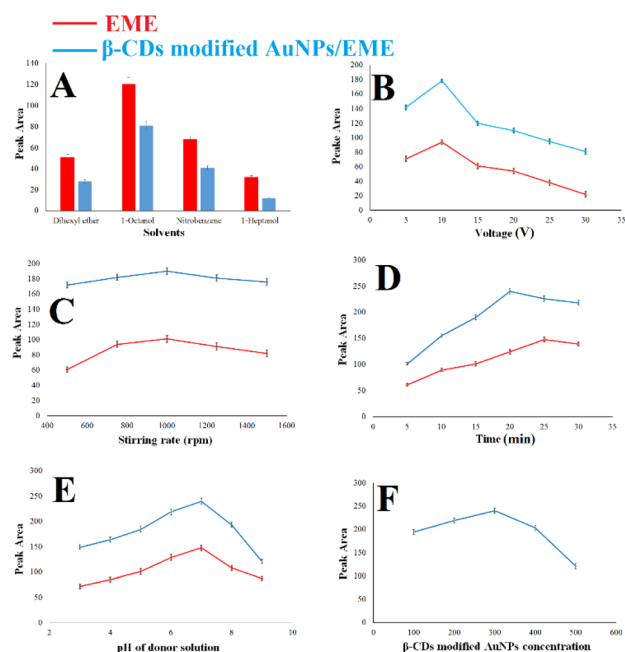 EME
β-CDs modified AuNPs/EME
A
Peak Area
140
120
100
80
60
40
20
0
Dihexyl ether 1-Octanol Nitrobenzene 1-Heptanol
Solvents
B
Peake Area
200
180
160
140
120
100
80
60
40
20
0
0 5 10 15 20 25 30 35
Voltage (V)
C
Peak Area
200
180
160
140
120
100
80
60
40
20
0
400 600 800 1000 1200 1400 1600
Stirring rate (rpm)
D
Peak Area
300
250
200
150
100
50
0
0 5 10 15 20 25 30 35
Time (min)
E
Peak Area
300
250
200
150
100
50
0
2 4 6 8 10
pH of donor solution
F
Peak Area
300
250
200
150
100
50
0
0 100 200 300 400 500 600
β-CDs modified AuNPs concentration